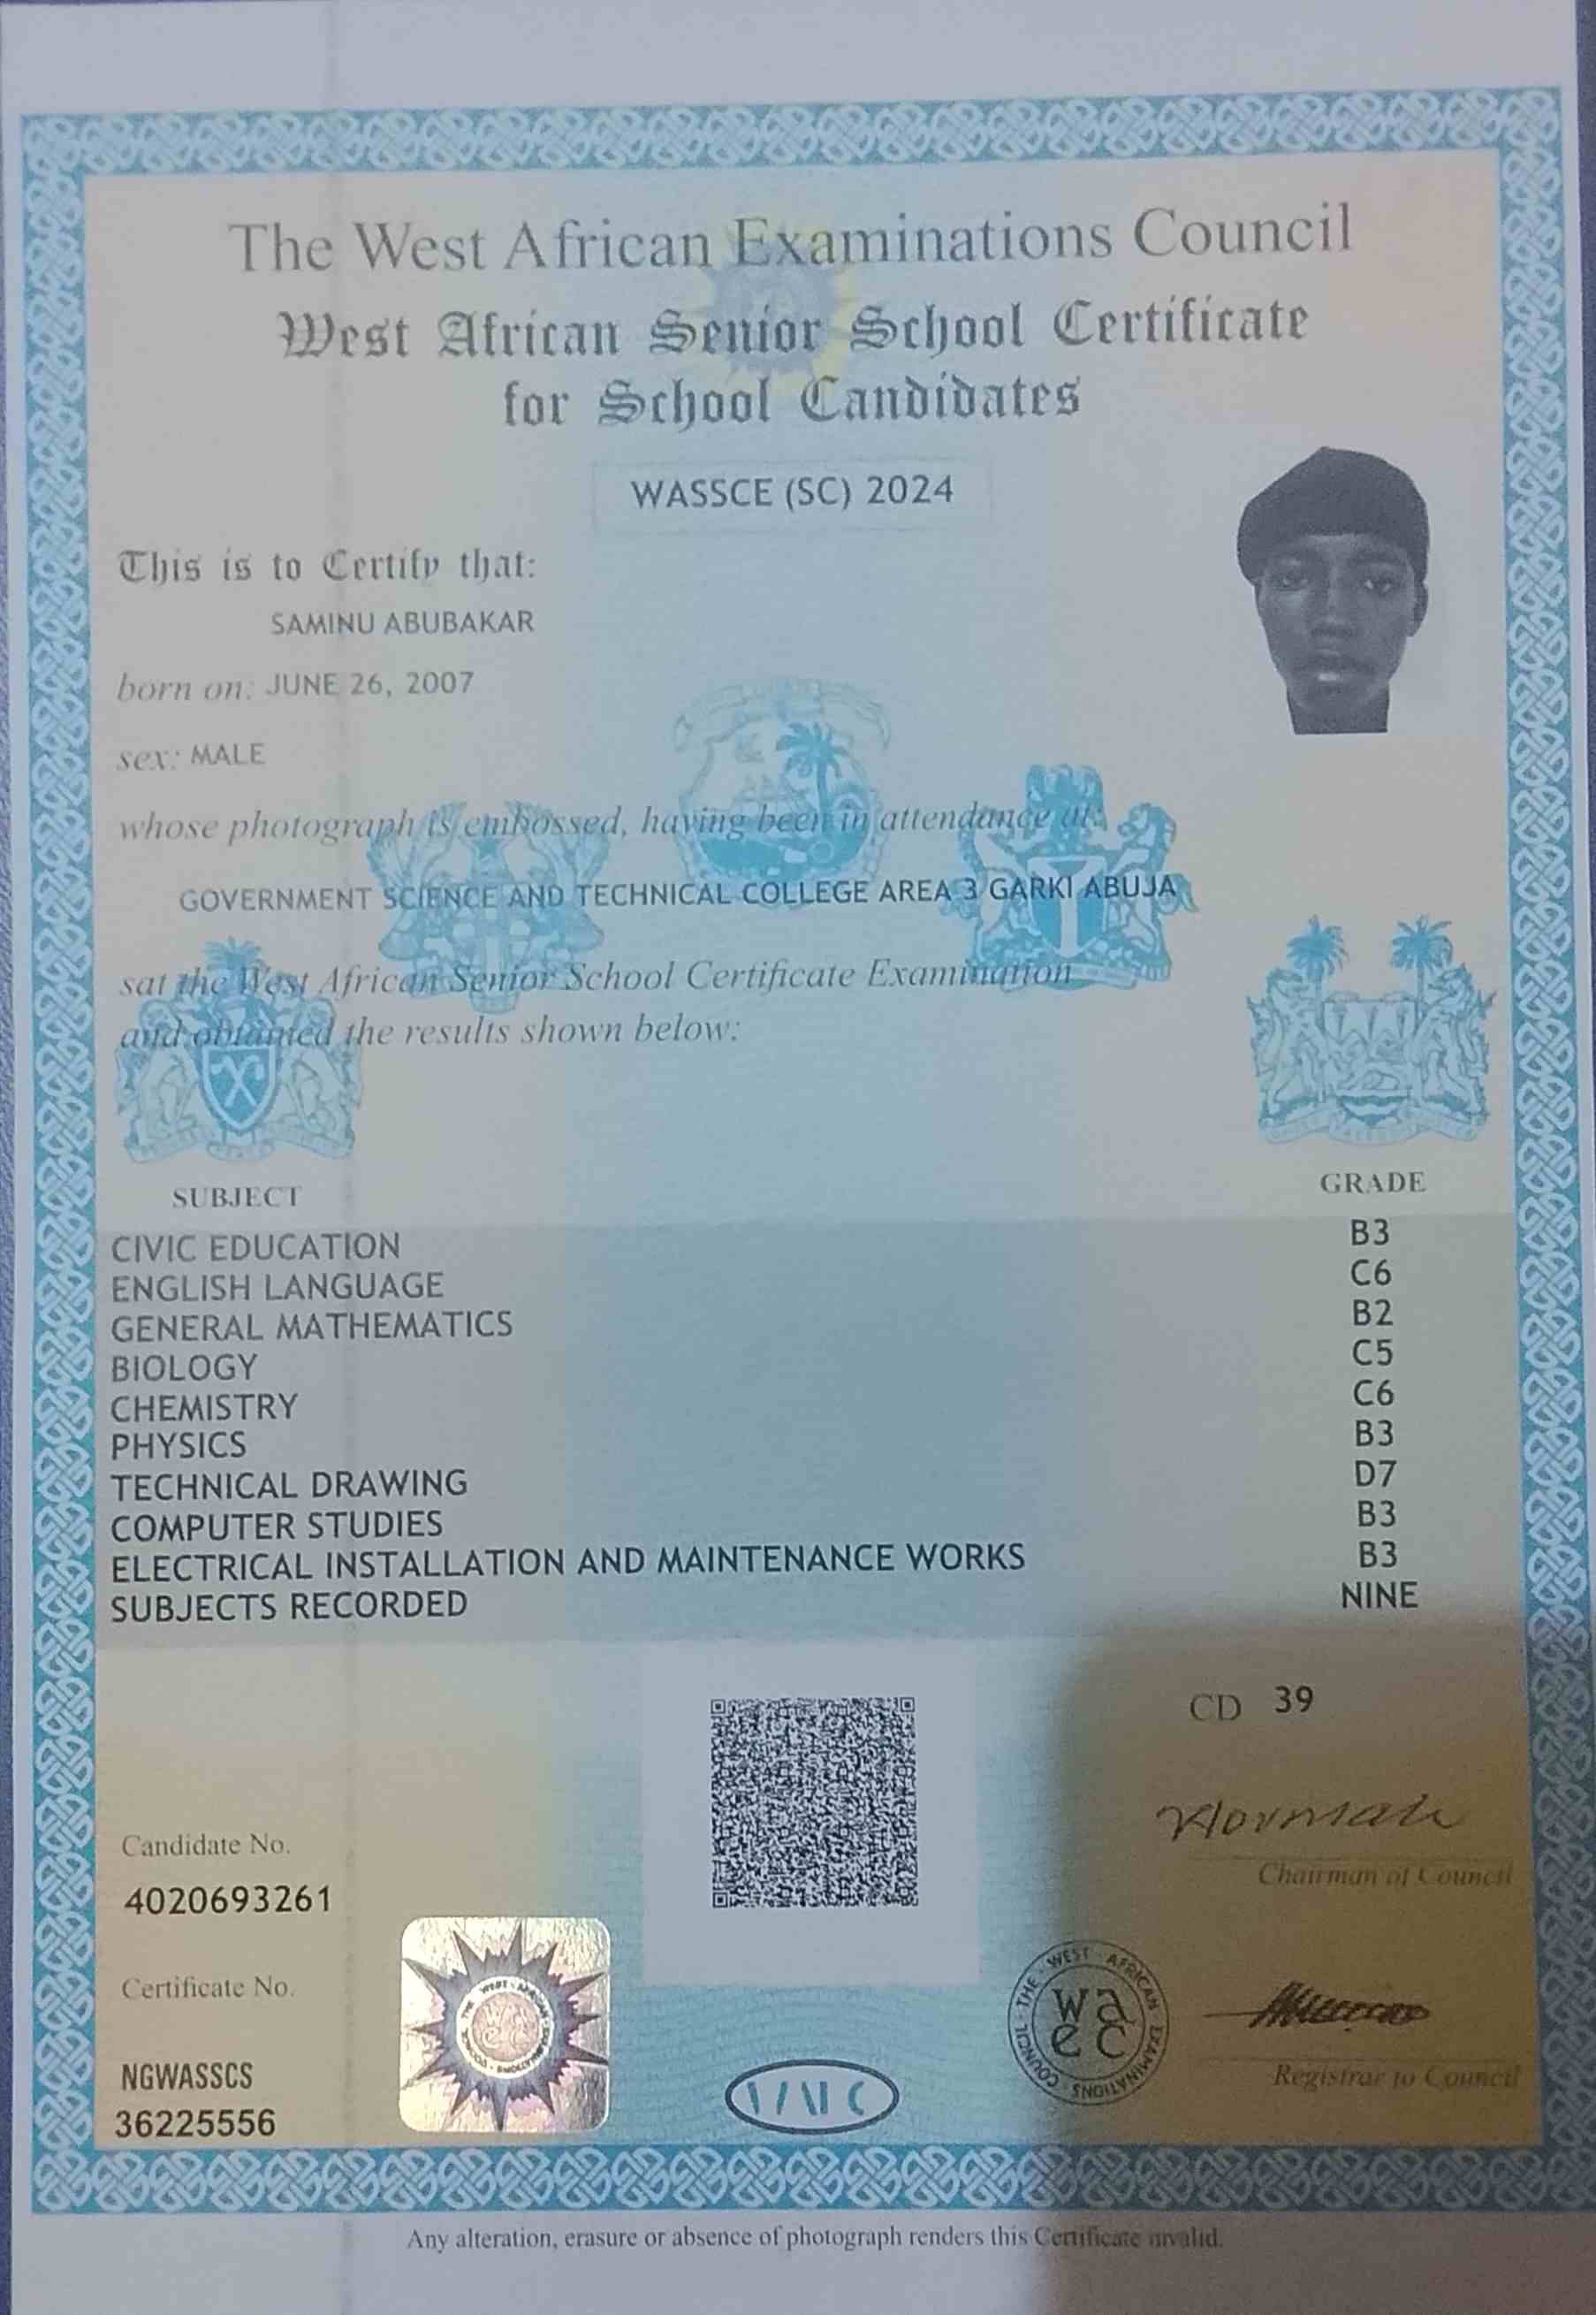 The West African Examinations Council
West African Senior School Certificate
for School Candidates
WASSCE (SC) 2024
This is to Certify that:
SAMINU ABUBAKAR
born on: JUNE 26, 2007
sex: MALE
whose photograph is embossed, having been in attendance at:
GOVERNMENT SCIENCE AND TECHNICAL COLLEGE AREA 3 GARKI ABUJA
sat the West African Senior School Certificate Examination
and obtained the results shown below:
SUBJECT GRADE
CIVIC EDUCATION B3
ENGLISH LANGUAGE C6
GENERAL MATHEMATICS B2
BIOLOGY C5
CHEMISTRY C6
PHYSICS B3
TECHNICAL DRAWING D7
COMPUTER STUDIES B3
ELECTRICAL INSTALLATION AND MAINTENANCE WORKS B3
SUBJECTS RECORDED NINE
CD 39
Chairman of Council
Candidate No.
4020693261
Certificate No.
NGWASSCS
36225556
THE WEST AFRICAN EXAMINATIONS COUNCIL
waec
Registrar to Council
Any alteration, erasure or absence of photograph renders this Certificate invalid.